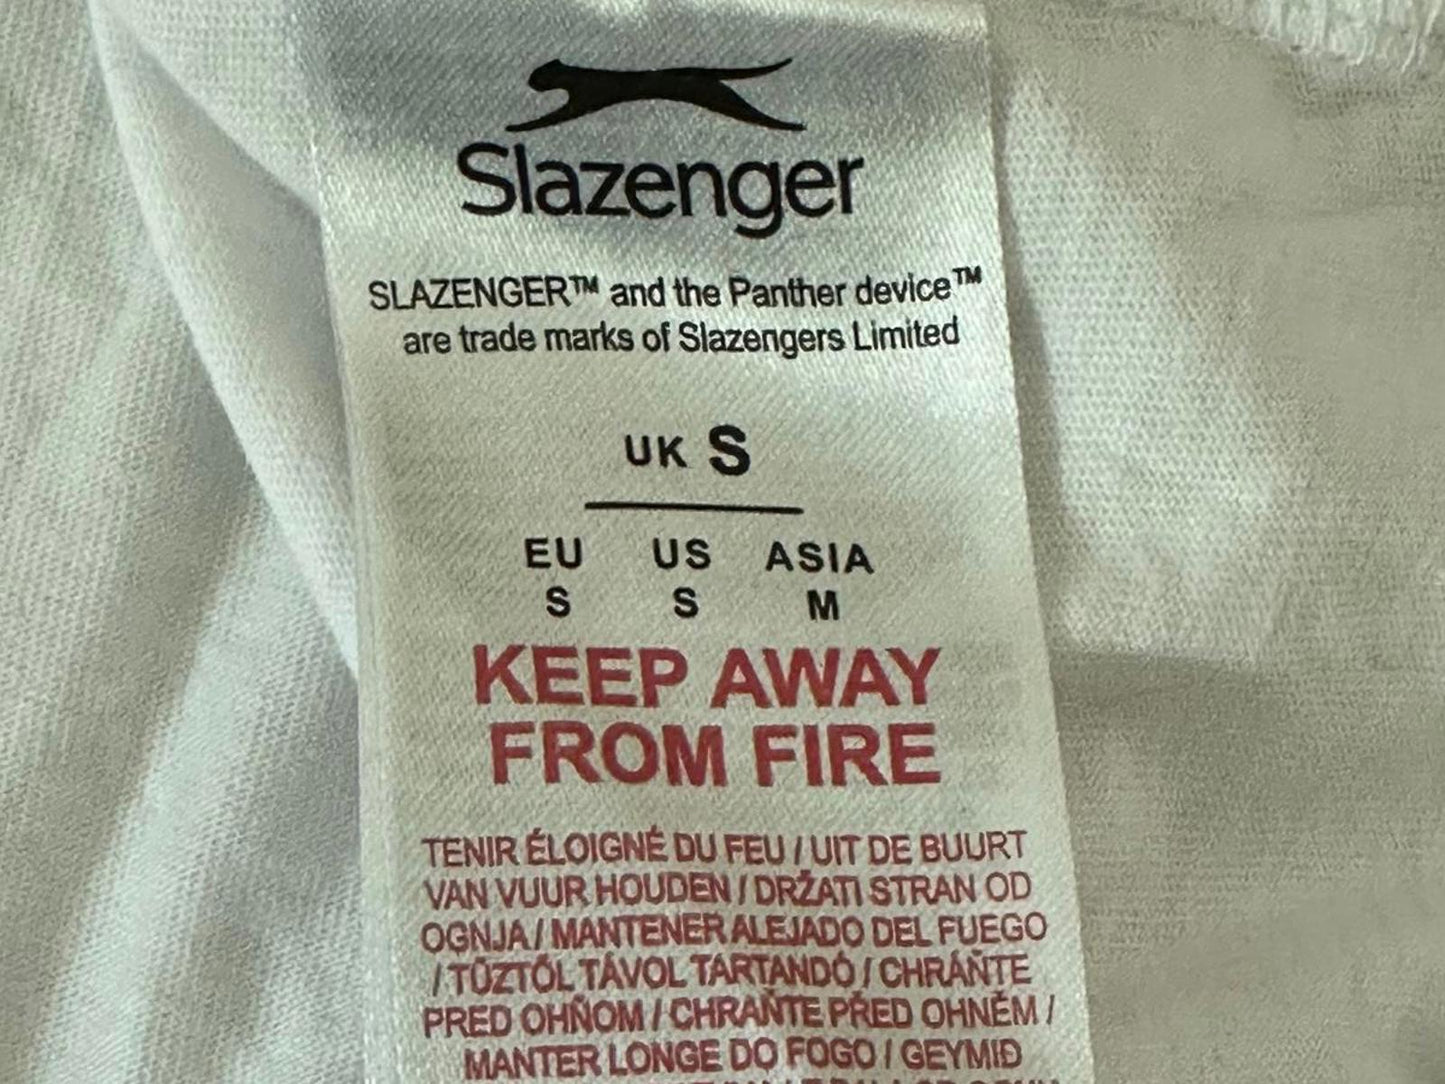 Slazenger
SLAZENGER™ and the Panther device™
are trade marks of Slazengers Limited
UK S
EU US ASIA
S S M
KEEP AWAY
FROM FIRE
TENIR ÉLOIGNÉ DU FEU / UIT DE BUURT
VAN VUUR HOUDEN / DRŽATI STRAN OD
OGNJA / MANTENER ALEJADO DEL FUEGO
/ TŰZTŐL TÁVOL TARTANDÓ / CHRÁŇTE
PRED OHŇOM / CHRAŇTE PŘED OHNĚM /
MANTER LONGE DO FOGO / GEYMIÐ